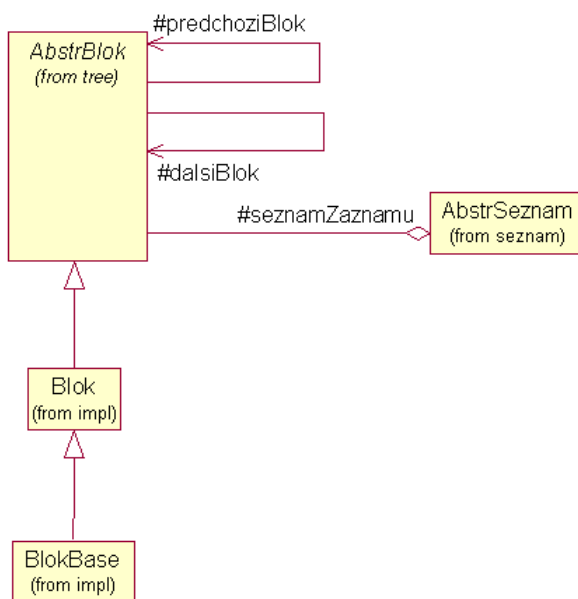 #predchoziBlok
AbstrBlok
(from tree)
#dalsiBlok
#seznamZaznamu
AbstrSeznam
(from seznam)
Blok
(from impl)
BlokBase
(from impl)